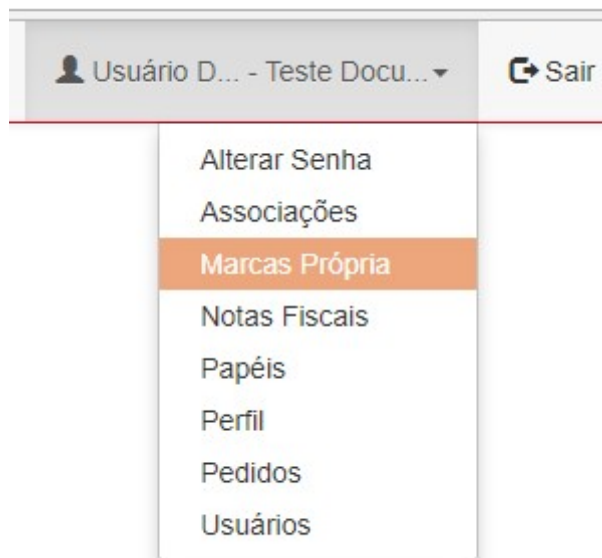 Usuário D... - Teste Docu... Sair
Alterar Senha
Associações
Marcas Própria
Notas Fiscais
Papéis
Perfil
Pedidos
Usuários